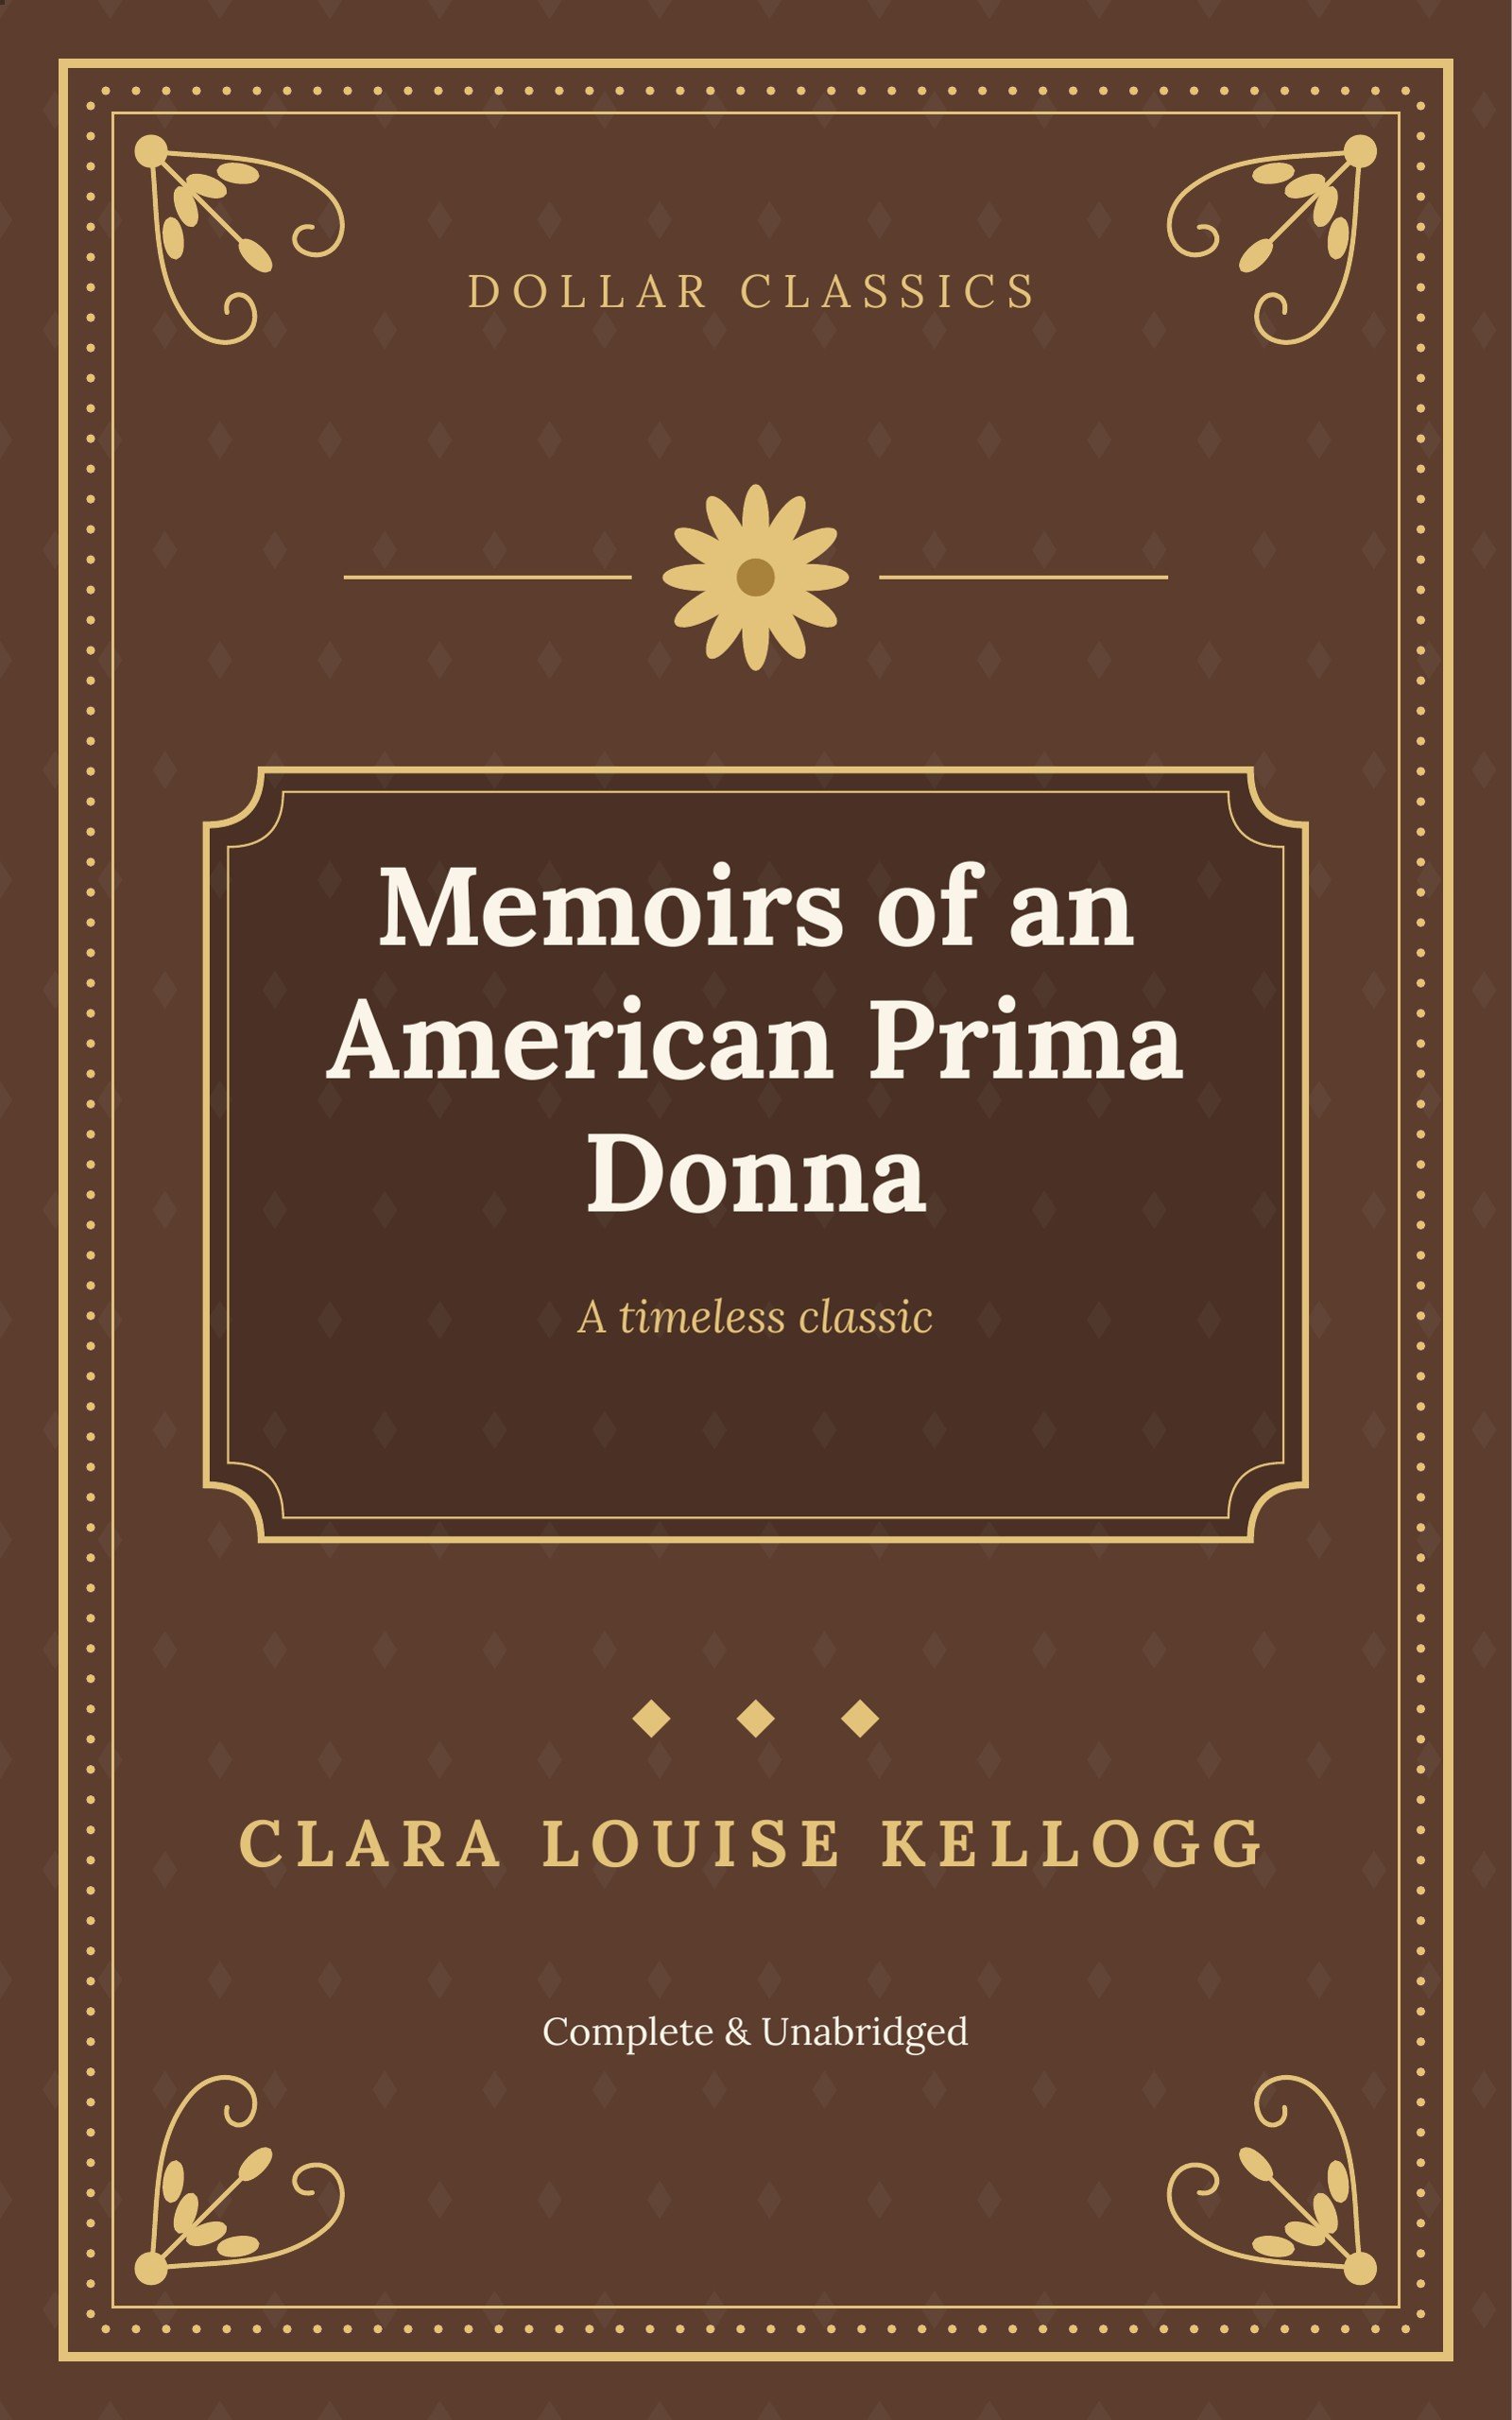 DOLLAR CLASSICS
Memoirs of an
American Prima
Donna
A timeless classic
CLARA LOUISE KELLOGG
Complete & Unabridged